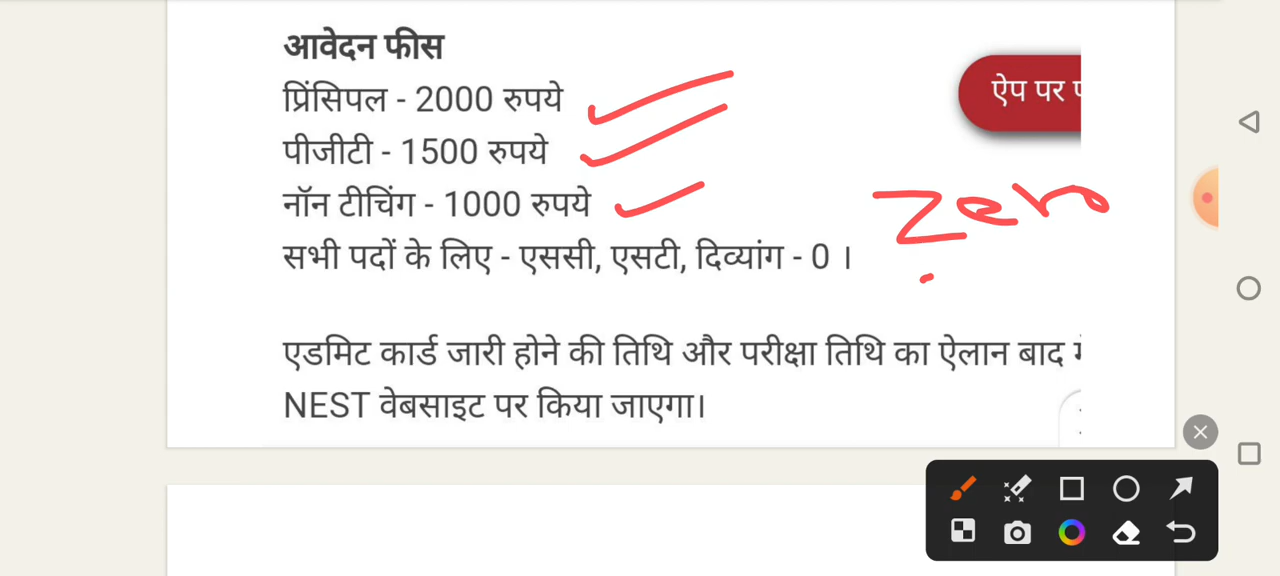 आवेदन फीस
प्रिंसिपल - 2000 रुपये
ऐप पर
पीजीटी - 1500 रुपये
नॉन टीचिंग - 1000 रुपये
Zero
सभी पदों के लिए - एससी, एसटी, दिव्यांग - 0 ।
एडमिट कार्ड जारी होने की तिथि और परीक्षा तिथि का ऐलान बाद
NEST वेबसाइट पर किया जाएगा।